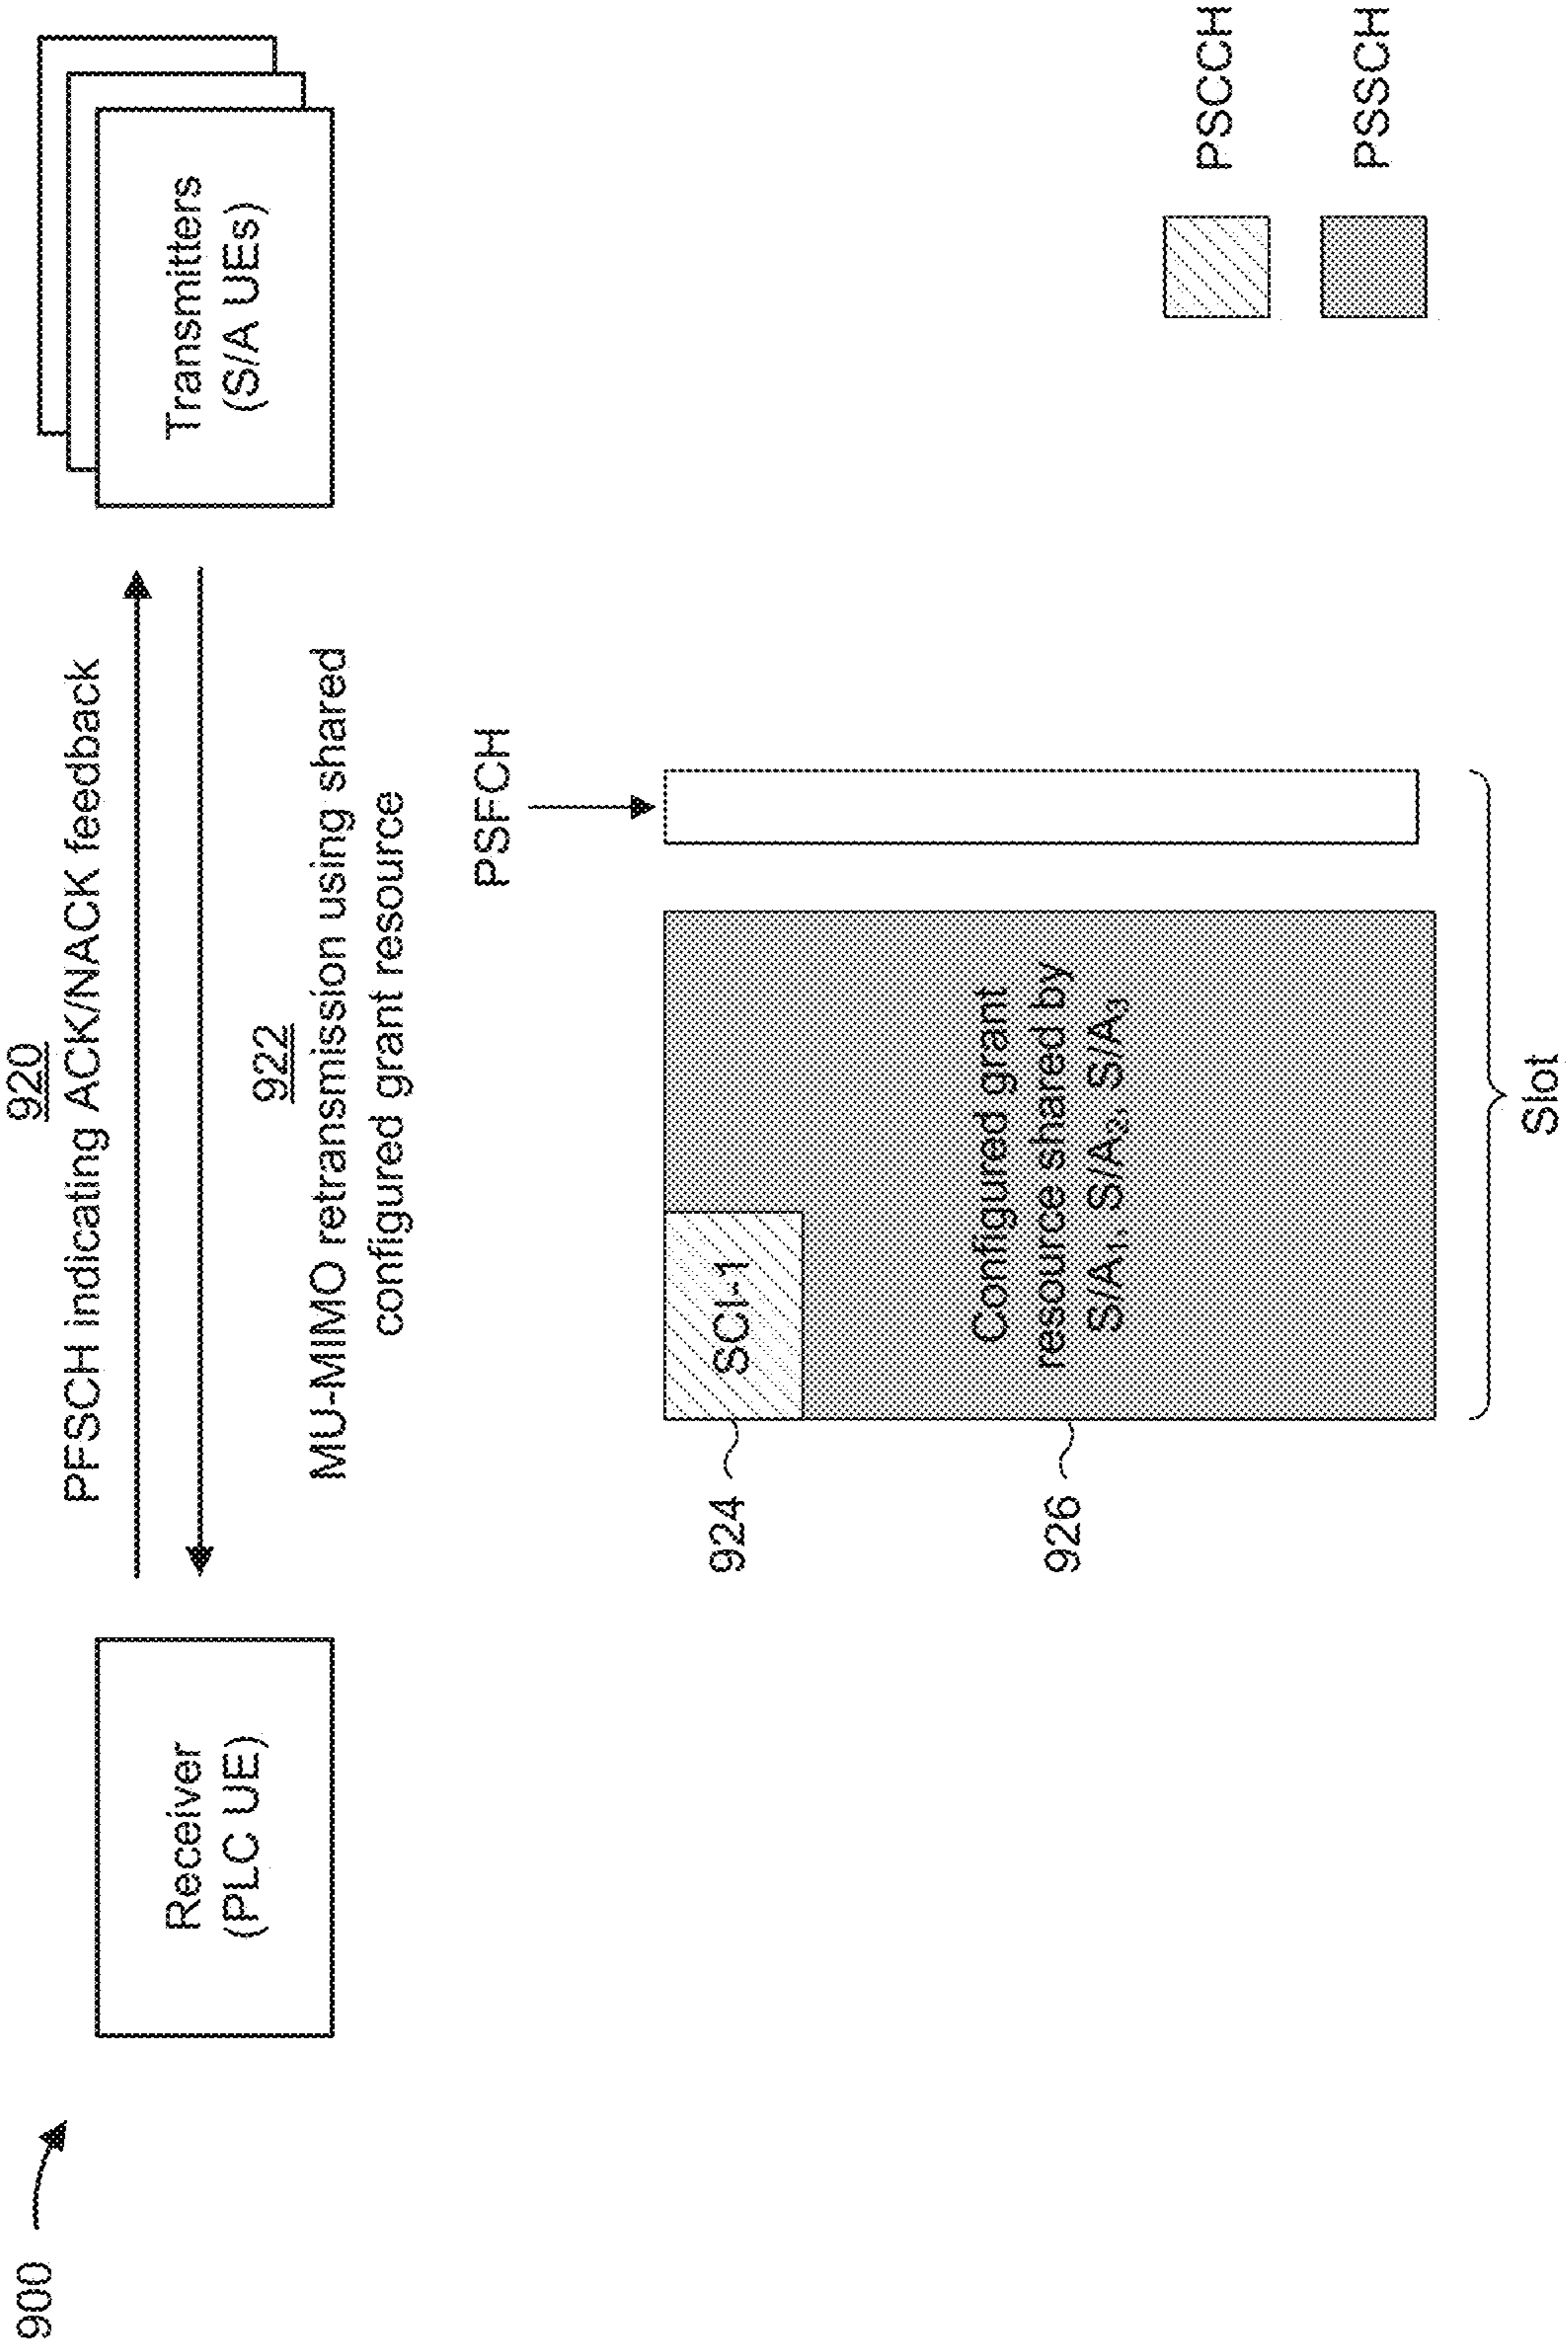 900
Receiver
(PLC UE)
920
PFSCH indicating ACK/NACK feedback
922
MU-MIMO retransmission using shared
configured grant resource
Transmitters
(S/A UEs)
PSFCH
924
SCI-1
926
Configured grant
resource shared by
S/A₁, S/A₂, S/A₃
Slot
PSCCH
PSSCH